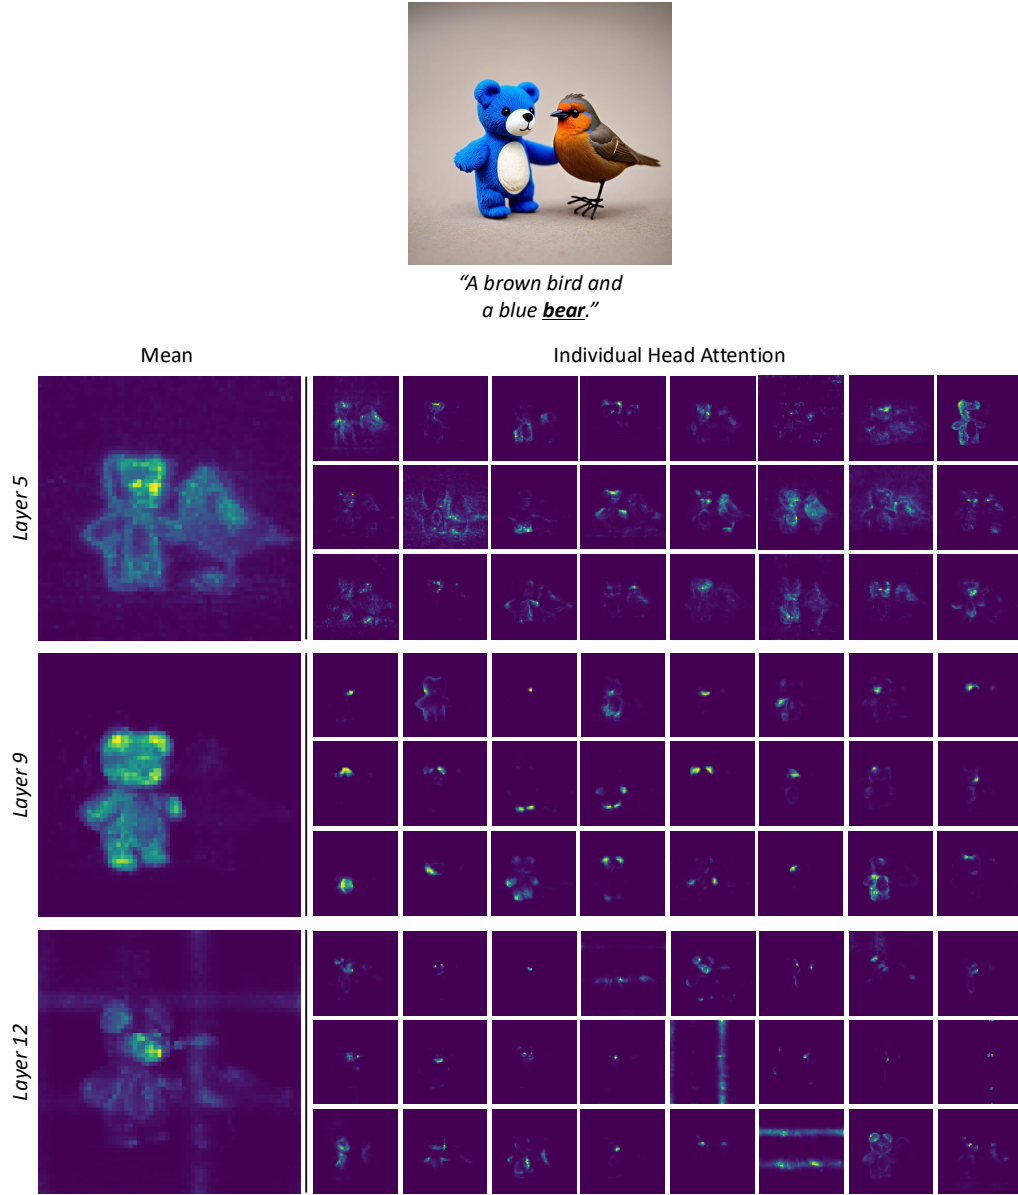 “A brown bird and
a blue bear.”
Mean
Individual Head Attention
Layer 5
Layer 9
Layer 12